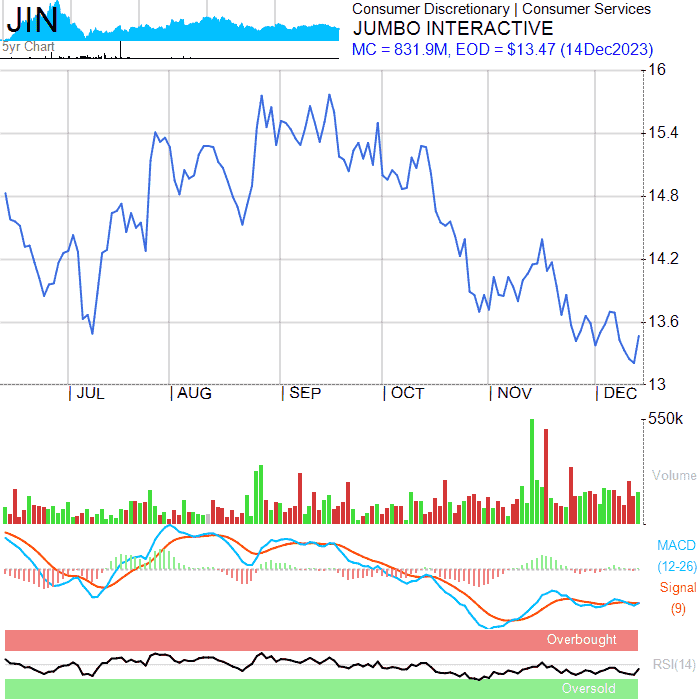 JIN
5yr Chart
Consumer Discretionary | Consumer Services
JUMBO INTERACTIVE
MC = 831.9M, EOD = $13.47 (14Dec2023)
16
15.4
14.8
14.2
13.6
13
JUL
AUG
SEP
OCT
NOV
DEC
550k
Volume
MACD
(12-26)
Signal
(9)
Overbought
RSI(14)
Oversold